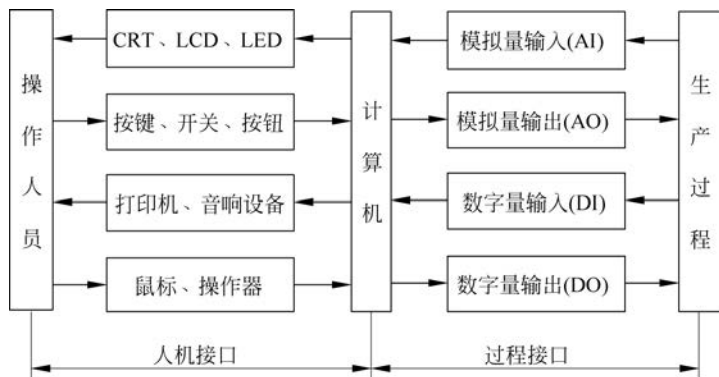 操作人员
CRT、LCD、LED
按键、开关、按钮
打印机、音响设备
鼠标、操作器
计算机
模拟量输入(AI)
模拟量输出(AO)
数字量输入(DI)
数字量输出(DO)
生产过程
人机接口
过程接口